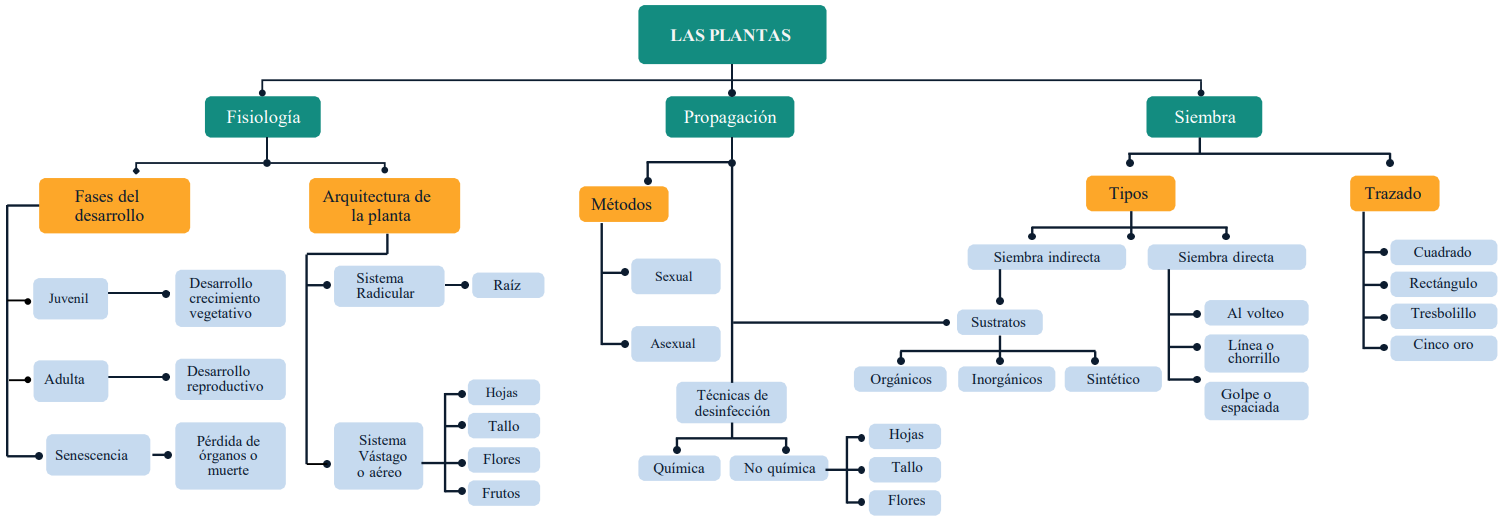 LAS PLANTAS
Fisiología
Propagación
Siembra
Fases del
desarrollo
Arquitectura de
la planta
Métodos
Tipos
Trazado
Juvenil
Desarrollo
crecimiento
vegetativo
Adulta
Desarrollo
reproductivo
Senescencia
Pérdida de
órganos o
muerte
Sistema
Radicular
Raíz
Sistema
Vástago
o aéreo
Hojas
Tallo
Flores
Frutos
Sexual
Asexual
Técnicas de
desinfección
Química
No química
Hojas
Tallo
Flores
Siembra indirecta
Sustratos
Orgánicos
Inorgánicos
Sintético
Siembra directa
Al volteo
Línea o
chorrillo
Golpe o
espaciada
Cuadrado
Rectángulo
Tresbolillo
Cinco oro